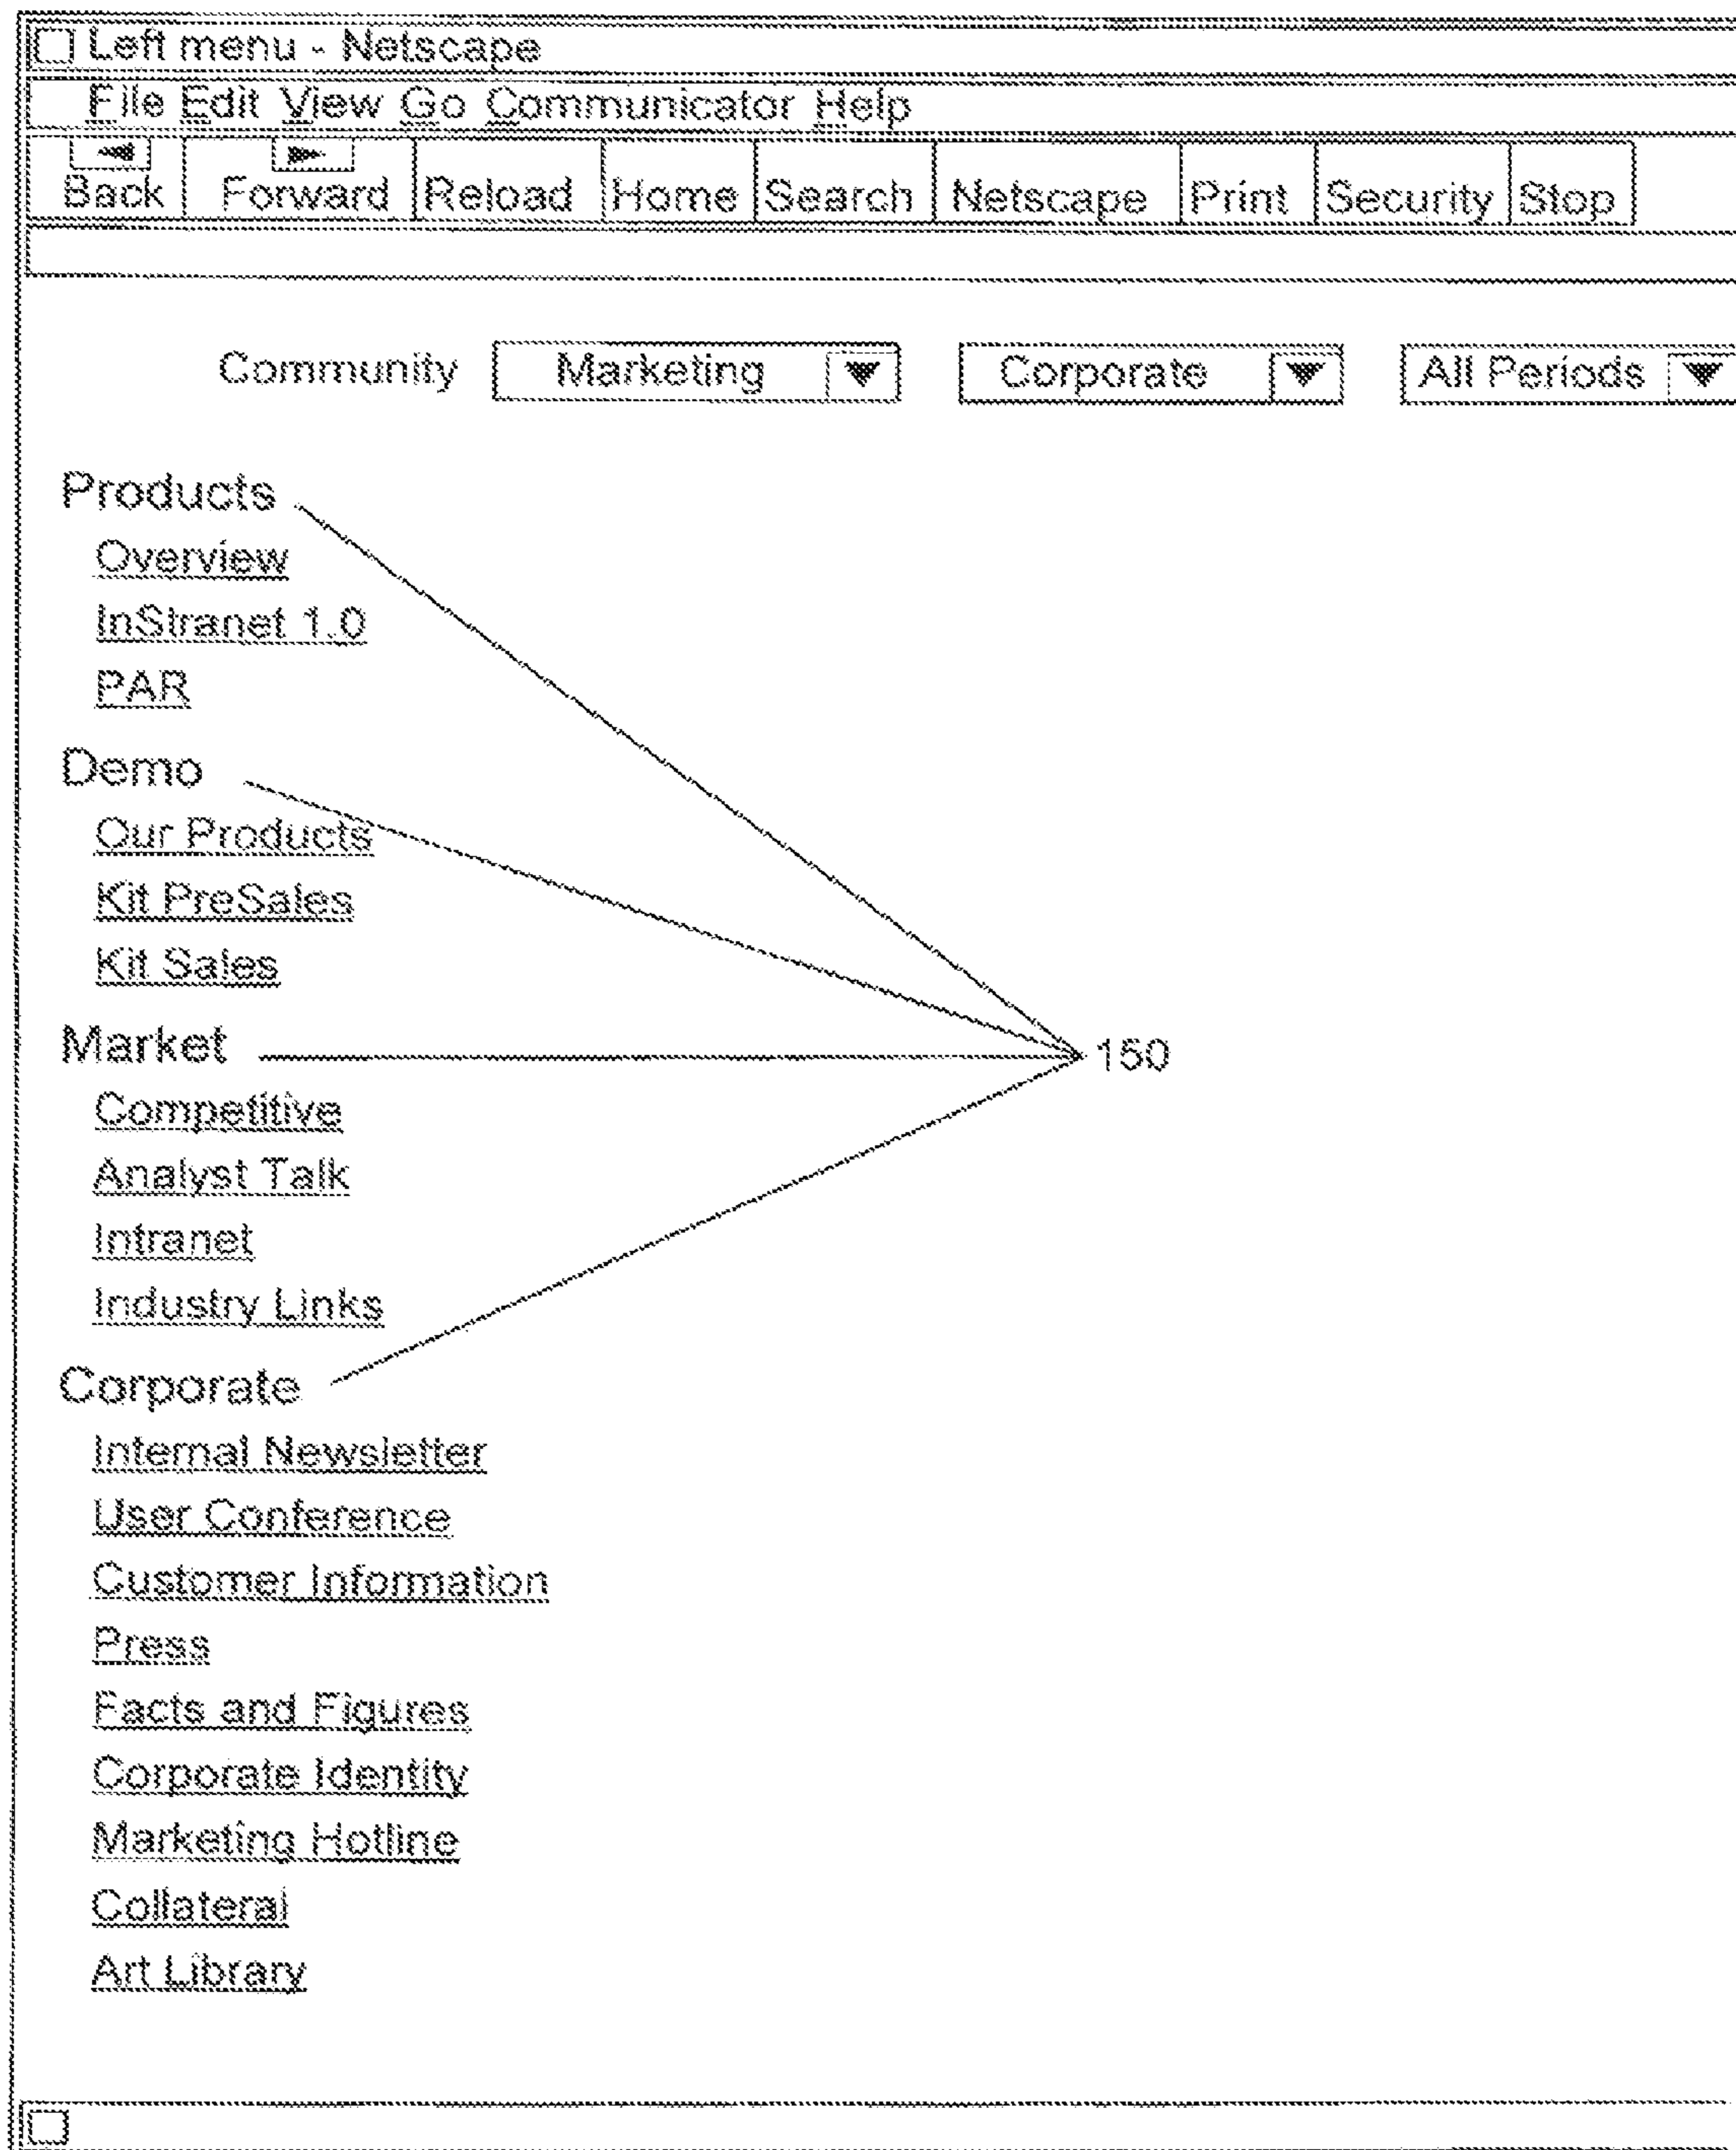 Left menu - Netscape
File Edit View Go Communicator Help
Back Forward Reload Home Search Netscape Print Security Stop
Community Marketing Corporate All Periods
Products
Overview
InStranet 1.0
PAR
Demo
Our Products
Kit PreSales
Kit Sales
Market
150
Competitive
Analyst Talk
Intranet
Industry Links
Corporate
Internal Newsletter
User Conference
Customer Information
Press
Facts and Figures
Corporate Identity
Marketing Hotline
Collateral
Art Library